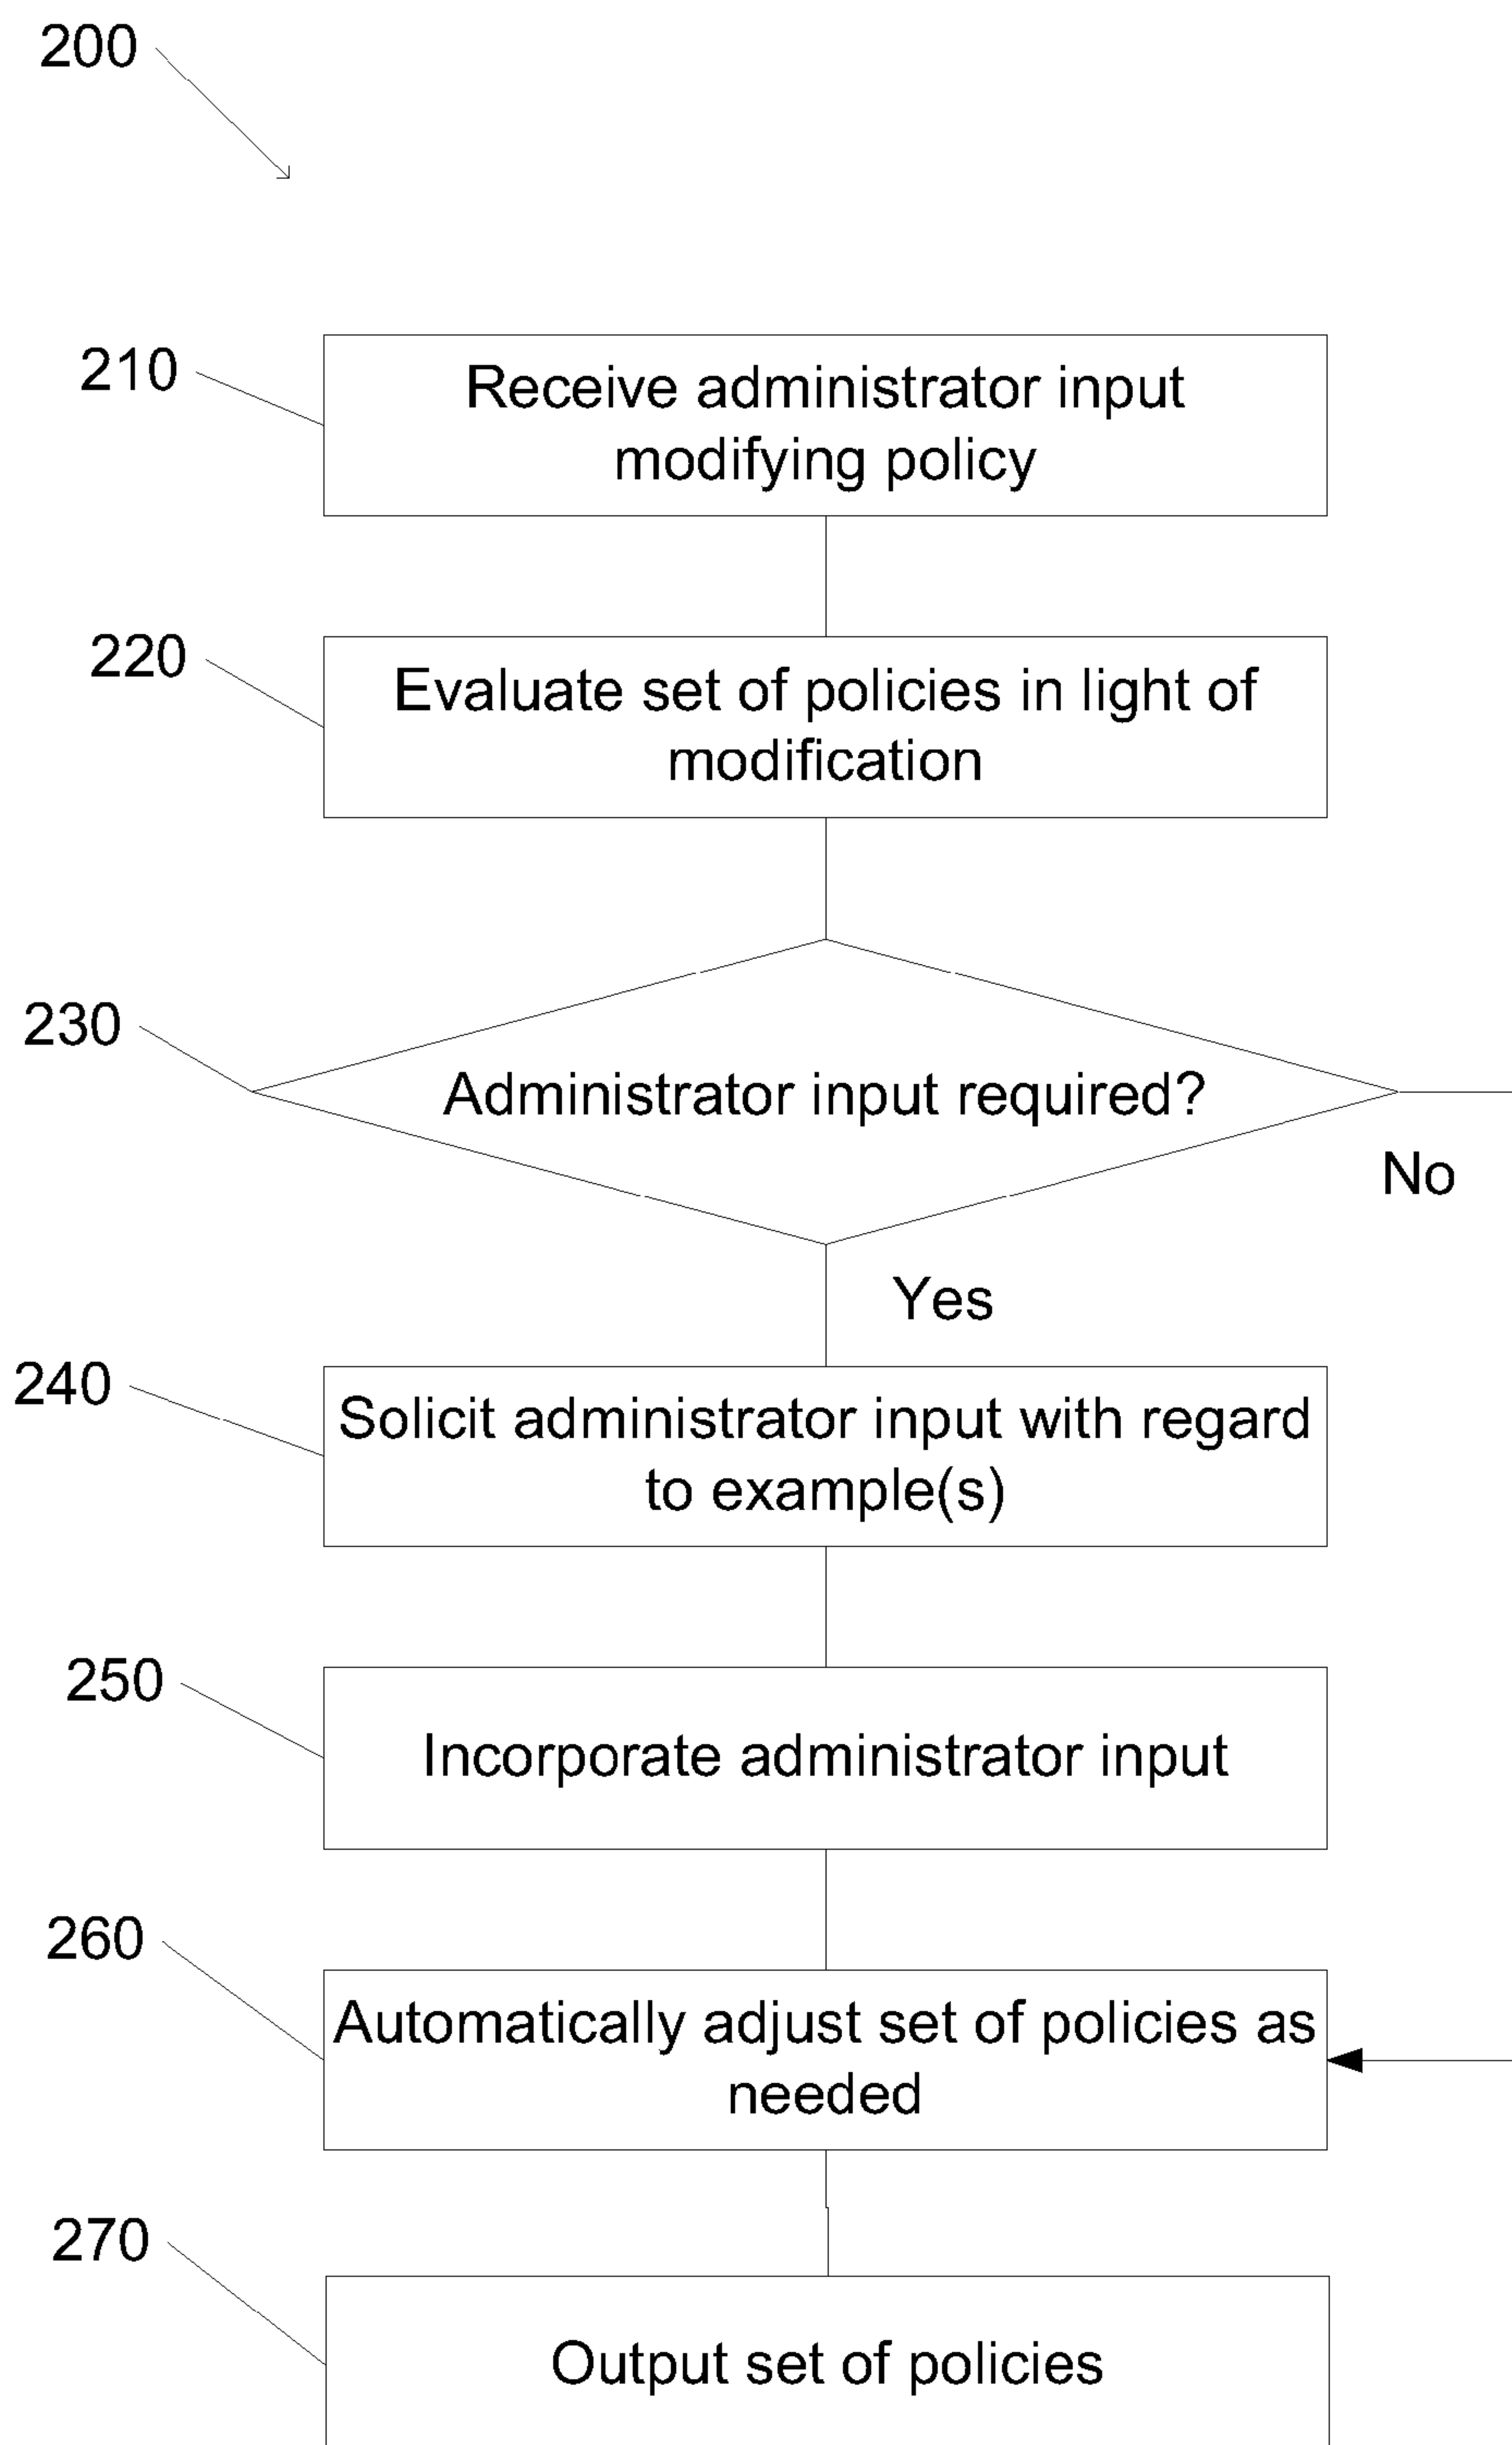 200
210
Receive administrator input
modifying policy
220
Evaluate set of policies in light of
modification
230
Administrator input required?
No
Yes
240
Solicit administrator input with regard
to example(s)
250
Incorporate administrator input
260
Automatically adjust set of policies as
needed
270
Output set of policies